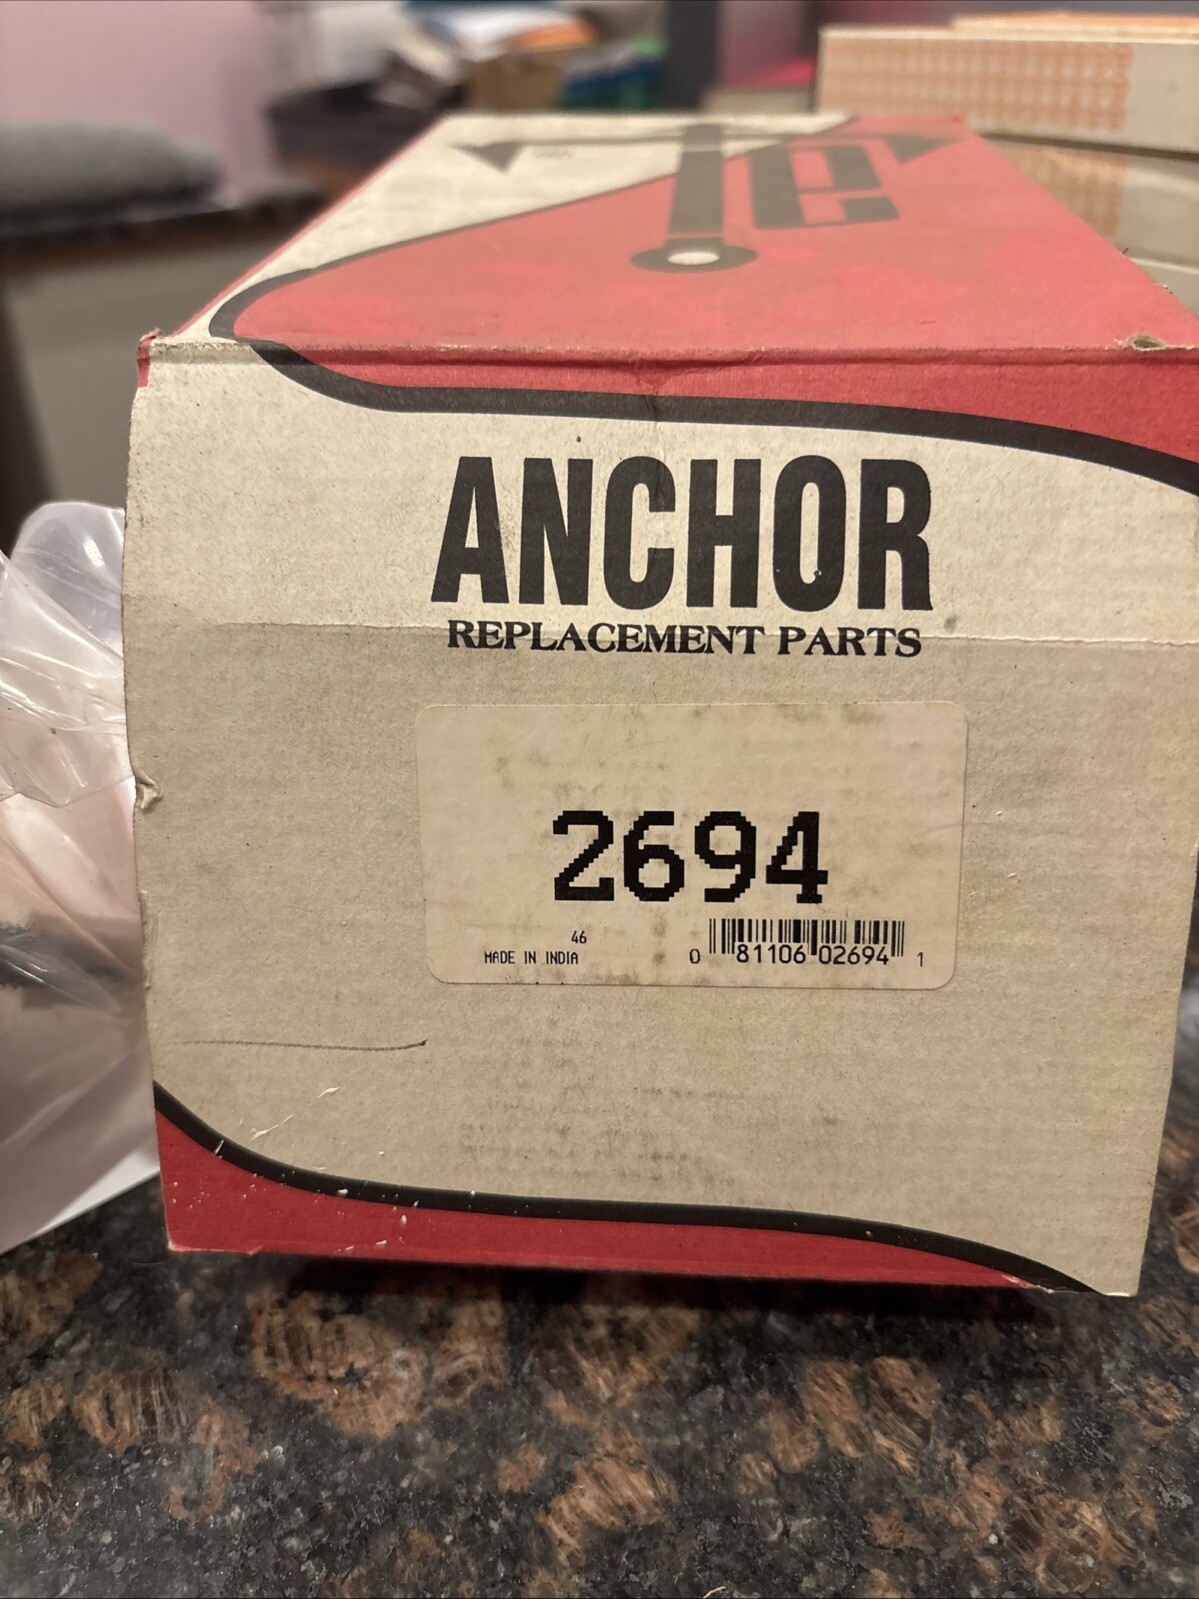 ANCHOR
REPLACEMENT PARTS
2694
46
MADE IN INDIA
0 81106 02694 1